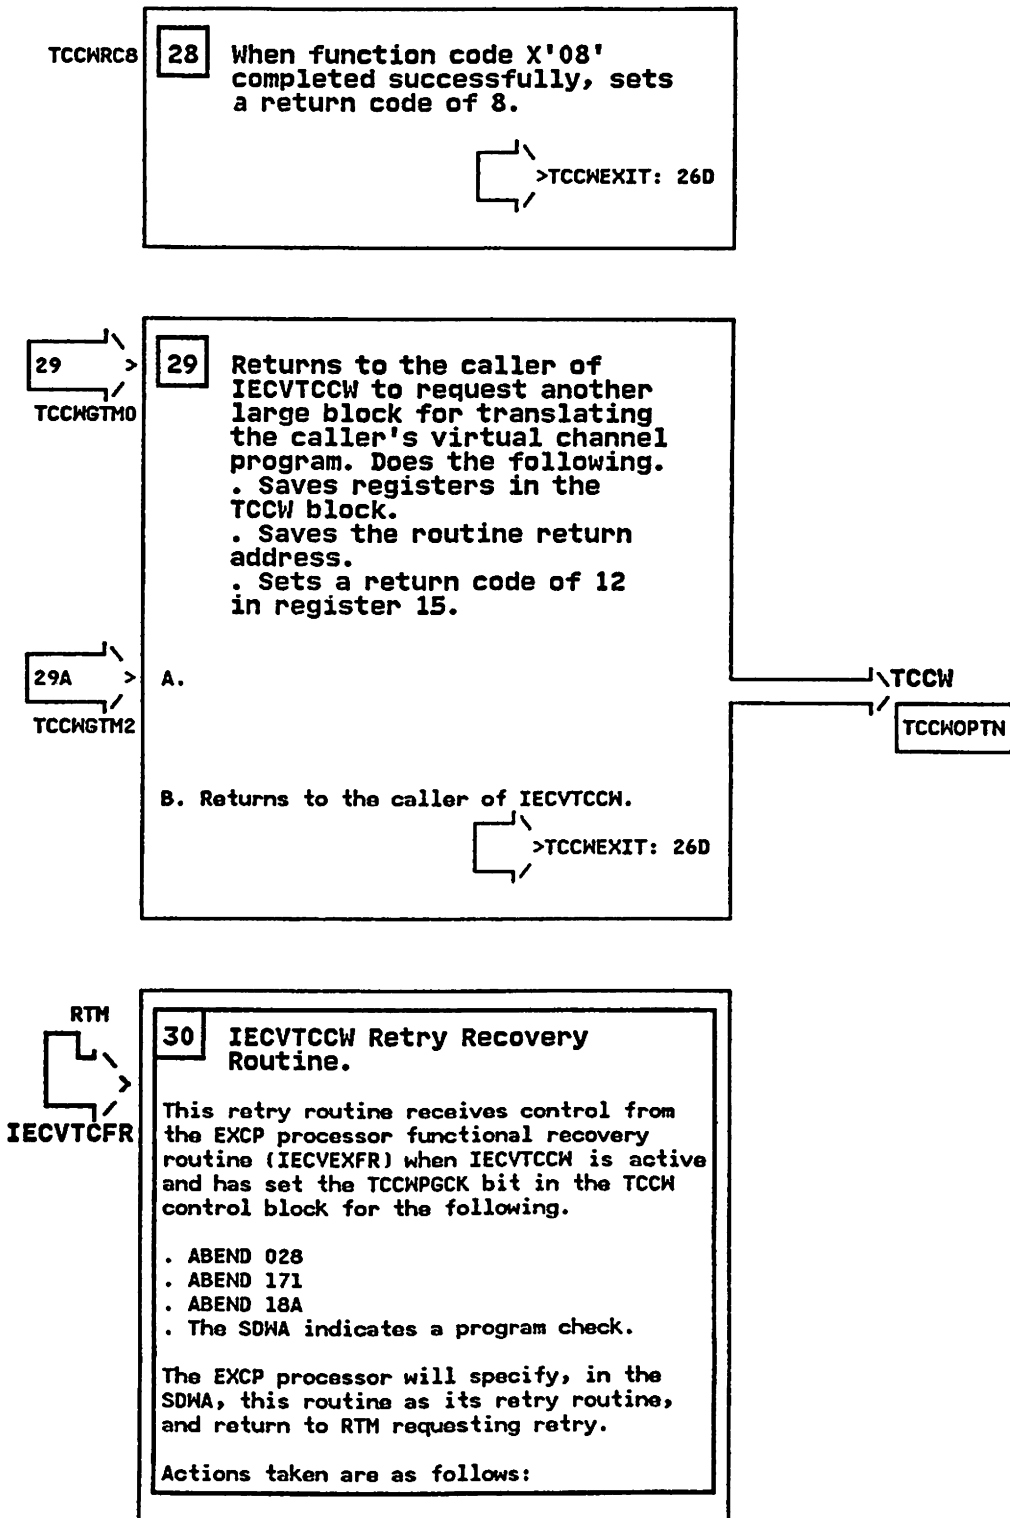 TCCWRC8
28
When function code X'08'
completed successfully, sets
a return code of 8.
>TCCWEXIT: 26D
29
TCCWGTM0
29
Returns to the caller of
IECVTCCW to request another
large block for translating
the caller's virtual channel
program. Does the following.
. Saves registers in the
TCCW block.
. Saves the routine return
address.
. Sets a return code of 12
in register 15.
29A
TCCWGTM2
A.
TCCW
TCCWOPTN
B. Returns to the caller of IECVTCCW.
>TCCWEXIT: 26D
RTM
IECVTCFR
30
IECVTCCW Retry Recovery
Routine.
This retry routine receives control from
the EXCP processor functional recovery
routine (IECVEXFR) when IECVTCCW is active
and has set the TCCWPGCK bit in the TCCW
control block for the following.
. ABEND 028
. ABEND 171
. ABEND 18A
. The SDWA indicates a program check.
The EXCP processor will specify, in the
SDWA, this routine as its retry routine,
and return to RTM requesting retry.
Actions taken are as follows: